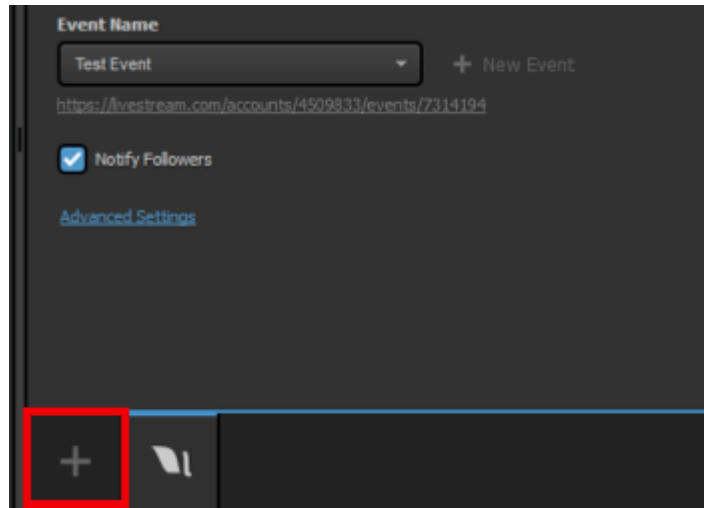 Event Name
Test Event
+ New Event
https://livestream.com/accounts/4509833/events/7314194
Notify Followers
Advanced Settings